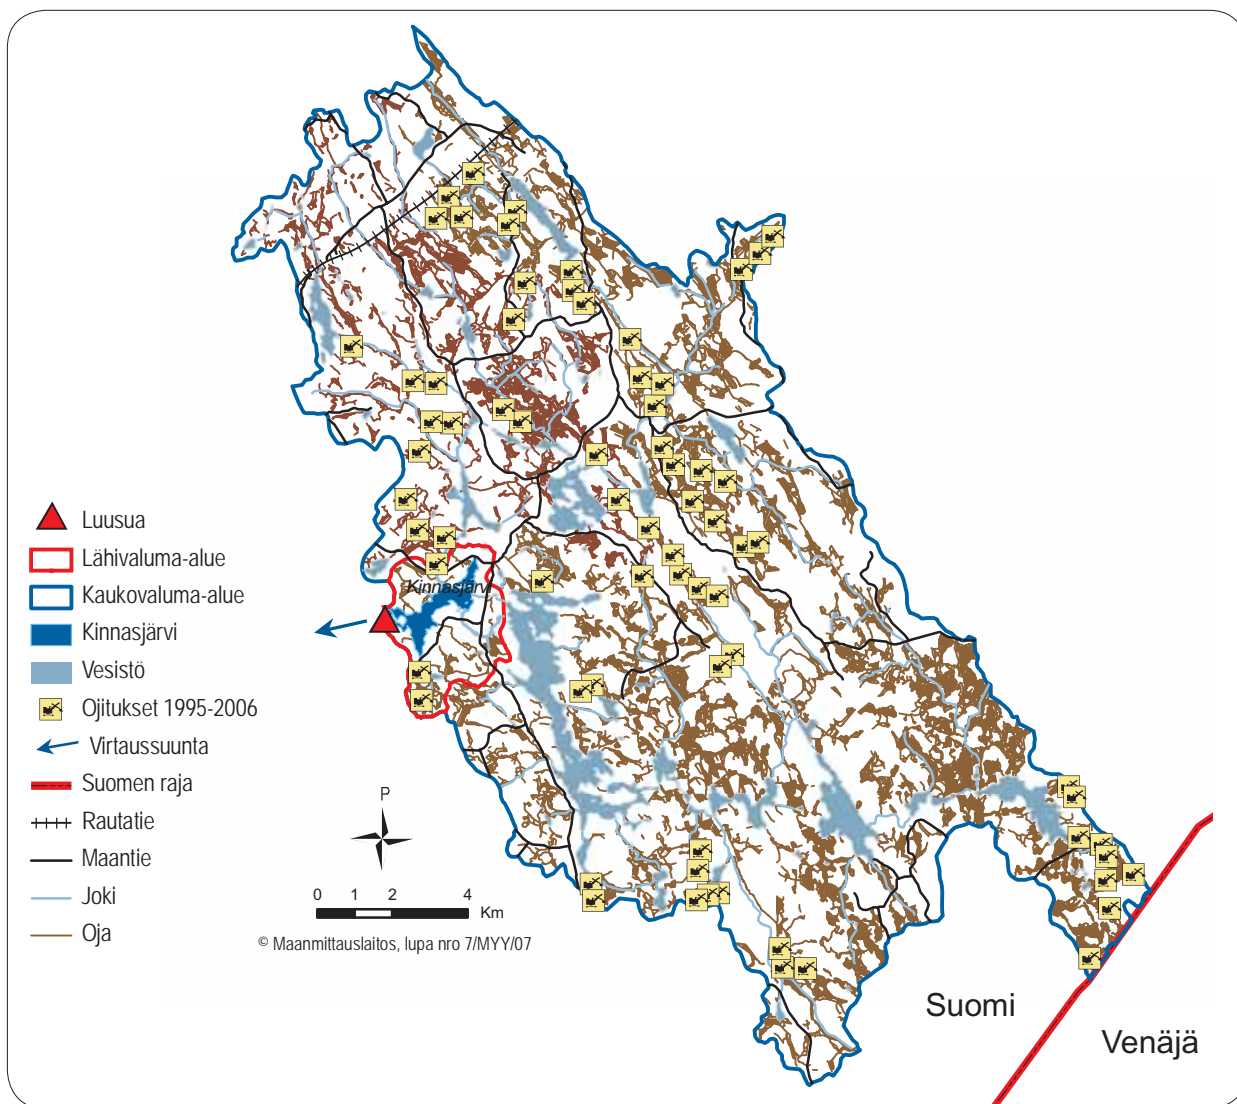 Kinnasjärvi
Luusua
Lähivaluma-alue
Kaukovaluma-alue
Kinnasjärvi
Vesistö
Ojitukset 1995-2006
Virtaussuunta
Suomen raja
Rautatie
Maantie
Joki
Oja
P
0 1 2 4
Km
© Maanmittauslaitos, lupa nro 7/MYY/07
Suomi
Venäjä